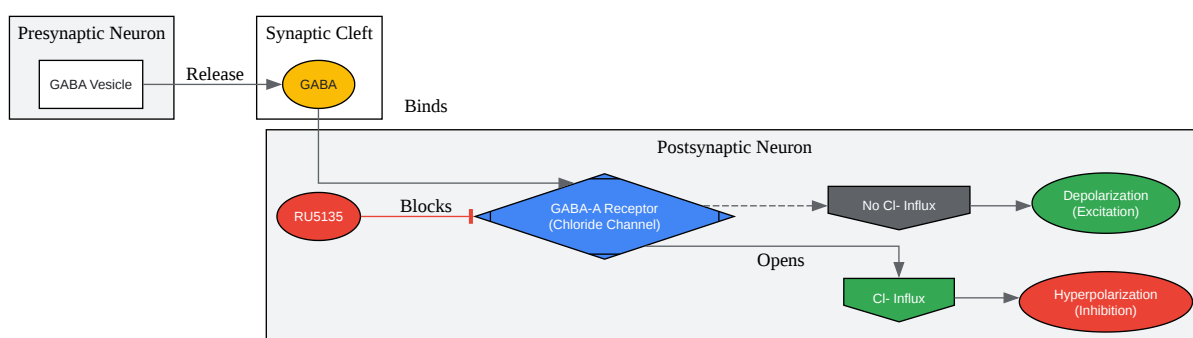 Presynaptic Neuron
Synaptic Cleft
GABA Vesicle
Release
GABA
Binds
Postsynaptic Neuron
RU5135
Blocks
GABA-A Receptor
(Chloride Channel)
No Cl- Influx
Depolarization
(Excitation)
Opens
Cl- Influx
Hyperpolarization
(Inhibition)